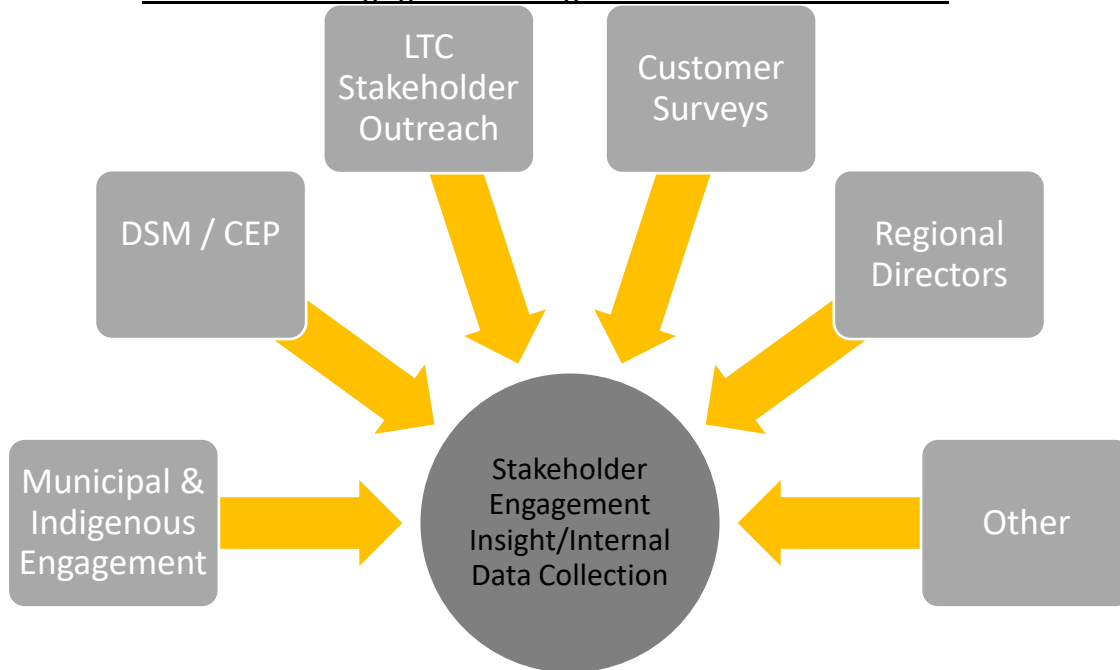 LTC
Stakeholder
Outreach
Customer
Surveys
DSM / CEP
Regional
Directors
Municipal &
Indigenous
Engagement
Stakeholder
Engagement
Insight/Internal
Data Collection
Other